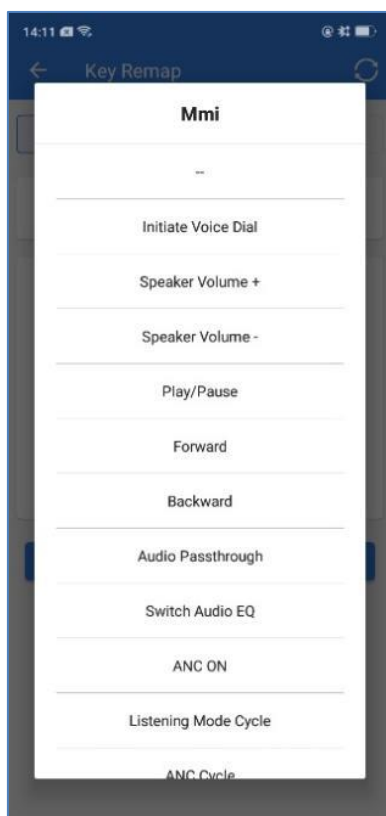 14:11
Key Remap
Mmi
--
Initiate Voice Dial
Speaker Volume +
Speaker Volume -
Play/Pause
Forward
Backward
Audio Passthrough
Switch Audio EQ
ANC ON
Listening Mode Cycle
ANC Cycle